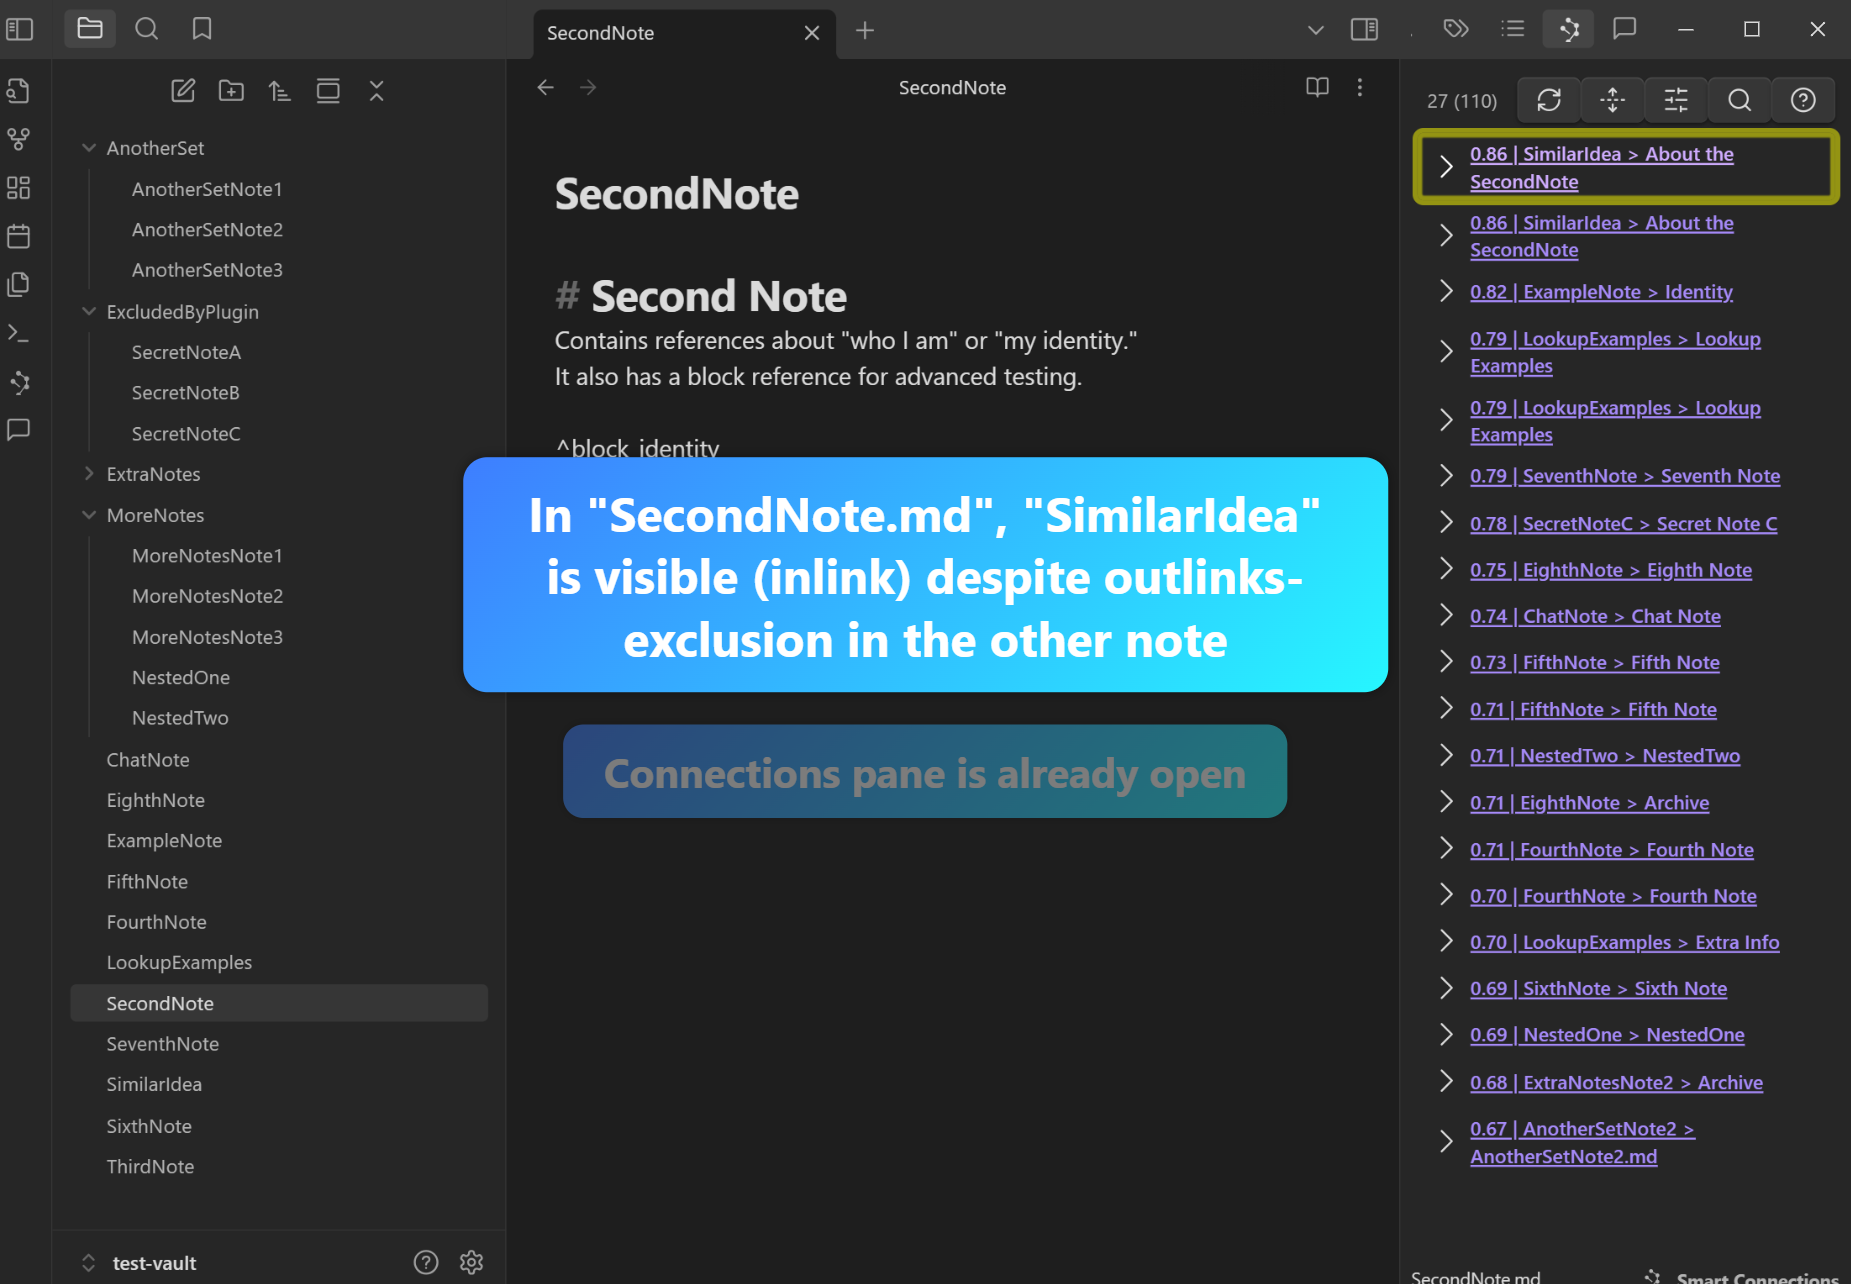 SecondNote
SecondNote
27 (110)
AnotherSet
AnotherSetNote1
AnotherSetNote2
AnotherSetNote3
ExcludedByPlugin
SecretNoteA
SecretNoteB
SecretNoteC
ExtraNotes
MoreNotes
MoreNotesNote1
MoreNotesNote2
MoreNotesNote3
NestedOne
NestedTwo
ChatNote
EighthNote
ExampleNote
FifthNote
FourthNote
LookupExamples
SecondNote
SeventhNote
SimilarIdea
SixthNote
ThirdNote
test-vault
SecondNote
# Second Note
Contains references about "who I am" or "my identity."
It also has a block reference for advanced testing.
^block_identity
In "SecondNote.md", "SimilarIdea"
is visible (inlink) despite outlinks-
exclusion in the other note
Connections pane is already open
0.86 | SimilarIdea > About the
SecondNote
0.86 | SimilarIdea > About the
SecondNote
0.82 | ExampleNote > Identity
0.79 | LookupExamples > Lookup
Examples
0.79 | LookupExamples > Lookup
Examples
0.79 | SeventhNote > Seventh Note
0.78 | SecretNoteC > Secret Note C
0.75 | EighthNote > Eighth Note
0.74 | ChatNote > Chat Note
0.73 | FifthNote > Fifth Note
0.71 | FifthNote > Fifth Note
0.71 | NestedTwo > NestedTwo
0.71 | EighthNote > Archive
0.71 | FourthNote > Fourth Note
0.70 | FourthNote > Fourth Note
0.70 | LookupExamples > Extra Info
0.69 | SixthNote > Sixth Note
0.69 | NestedOne > NestedOne
0.68 | ExtraNotesNote2 > Archive
0.67 | AnotherSetNote2 >
AnotherSetNote2.md
SecondNote.md
Smart Connections